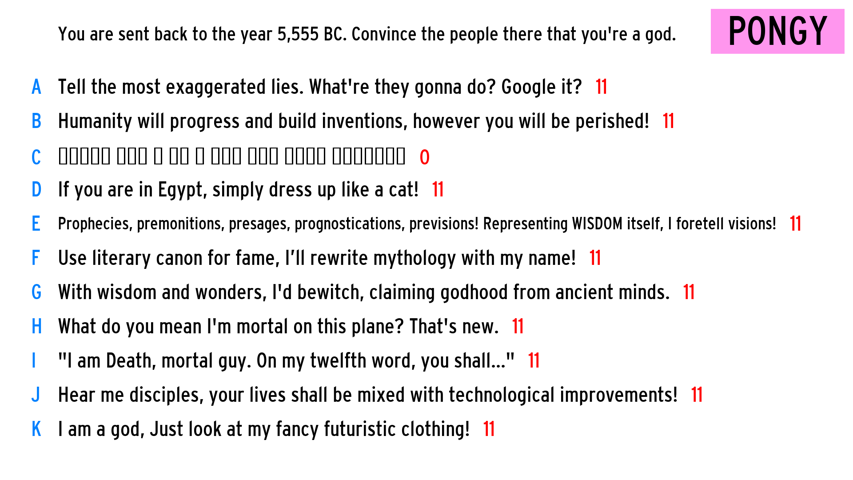 You are sent back to the year 5,555 BC. Convince the people there that you're a god.
PONGY
A Tell the most exaggerated lies. What're they gonna do? Google it? 11
B Humanity will progress and build inventions, however you will be perished! 11
C ▯▯▯▯▯ ▯▯▯ ▯ ▯▯ ▯ ▯▯▯ ▯▯▯ ▯▯▯▯ ▯▯▯▯▯▯▯ 0
D If you are in Egypt, simply dress up like a cat! 11
E Prophecies, premonitions, presages, prognostications, previsions! Representing WISDOM itself, I foretell visions! 11
F Use literary canon for fame, I’ll rewrite mythology with my name! 11
G With wisdom and wonders, I'd bewitch, claiming godhood from ancient minds. 11
H What do you mean I'm mortal on this plane? That's new. 11
I "I am Death, mortal guy. On my twelfth word, you shall..." 11
J Hear me disciples, your lives shall be mixed with technological improvements! 11
K I am a god, Just look at my fancy futuristic clothing! 11